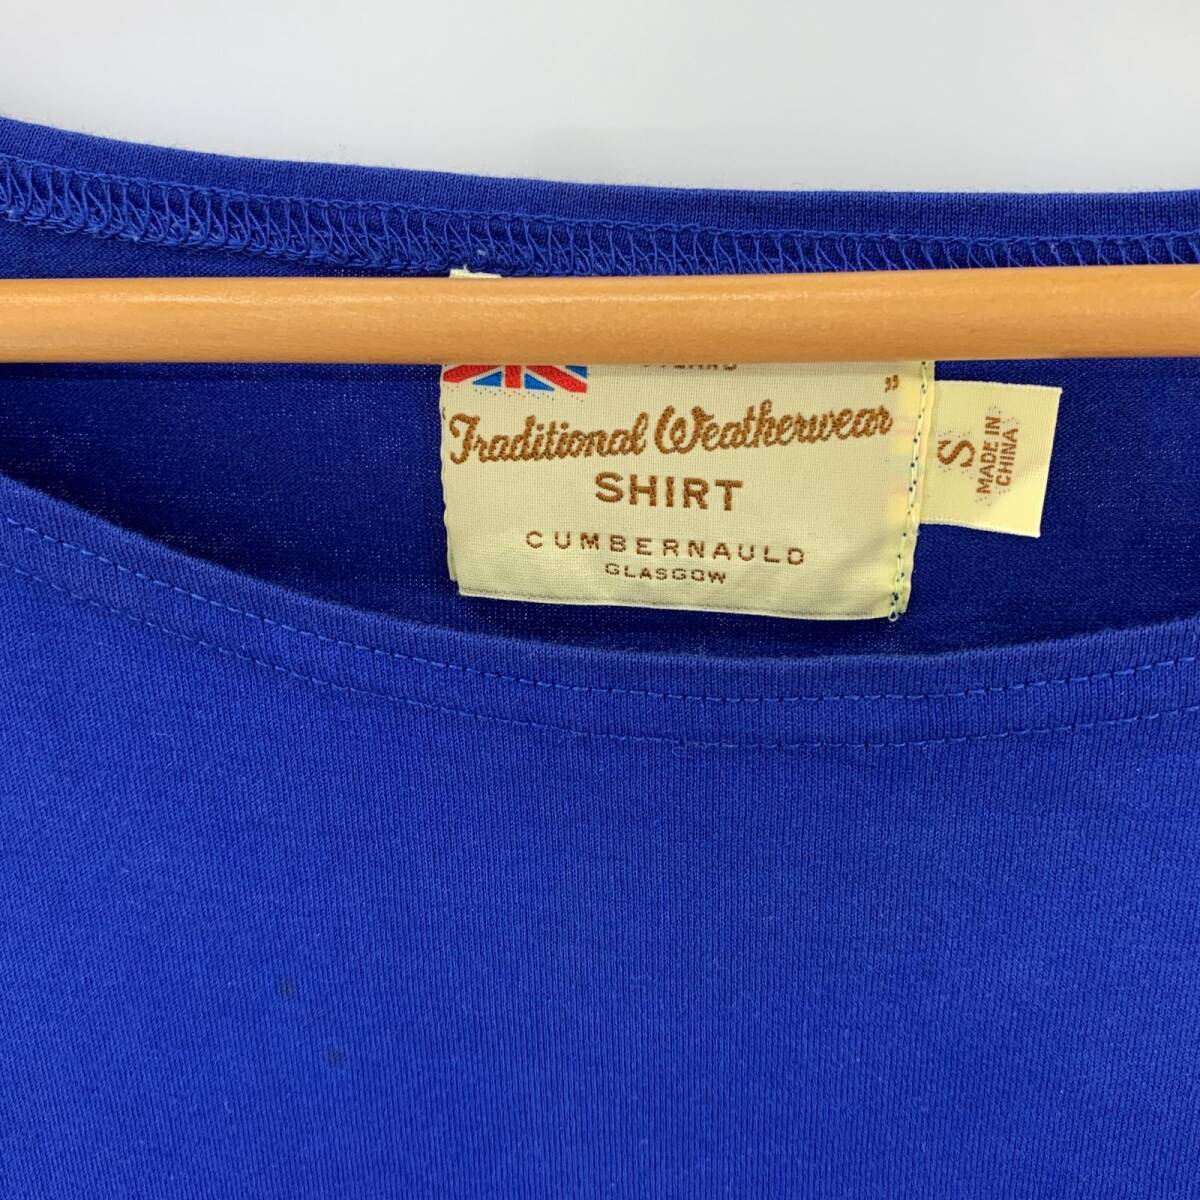 "Traditional Weatherwear"
SHIRT
CUMBERNAULD
GLASGOW
S
MADE IN
CHINA